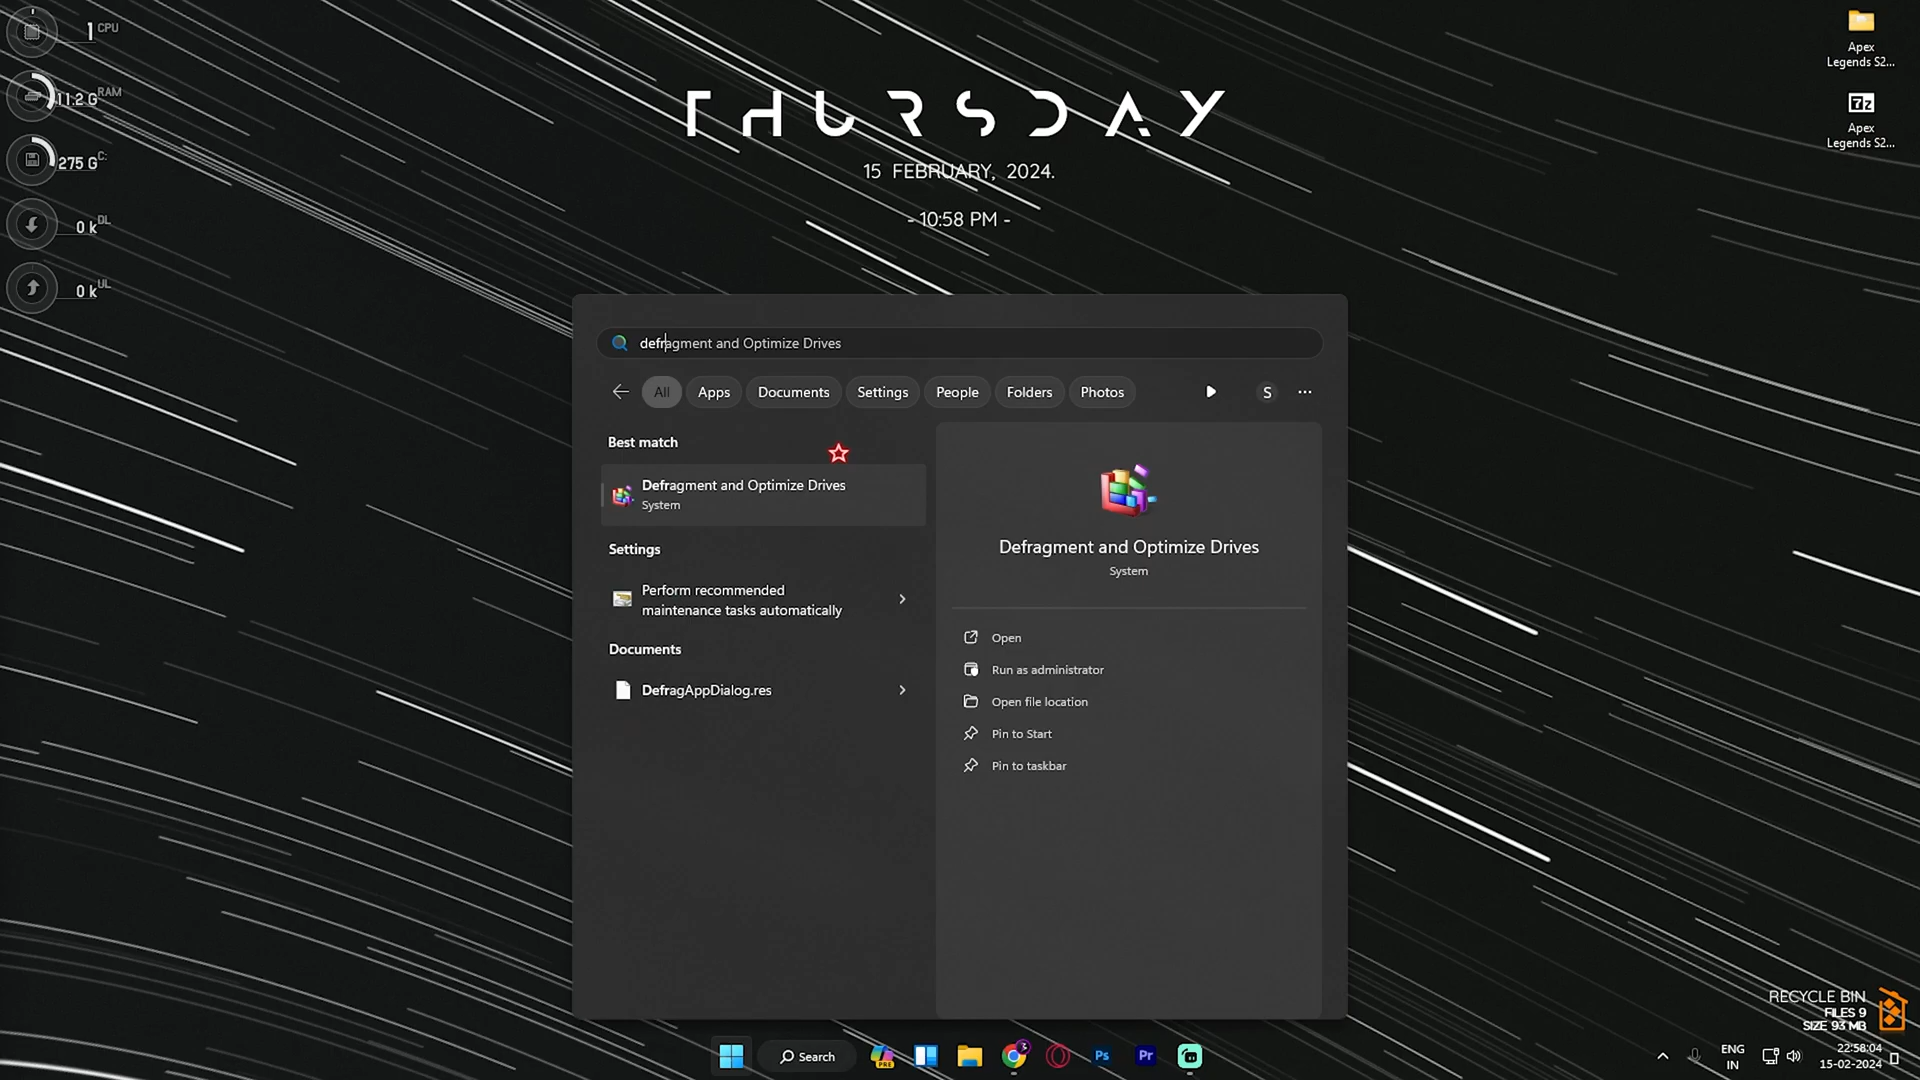 1 CPU
11.2 G RAM
275 G C:
0 k DL
0 k UL
THURSDAY
15 FEBRUARY, 2024.
- 10:58 PM -
Apex
Legends S2...
7z
Apex
Legends S2...
defragment and Optimize Drives
All
Apps
Documents
Settings
People
Folders
Photos
S
Best match
Defragment and Optimize Drives
System
Settings
Perform recommended
maintenance tasks automatically
Documents
DefragAppDialog.res
Defragment and Optimize Drives
System
Open
Run as administrator
Open file location
Pin to Start
Pin to taskbar
RECYCLE BIN
FILES 9
SIZE 93 MB
Search
PRE
3
Ps
Pr
ENG
IN
22:58:04
15-02-2024